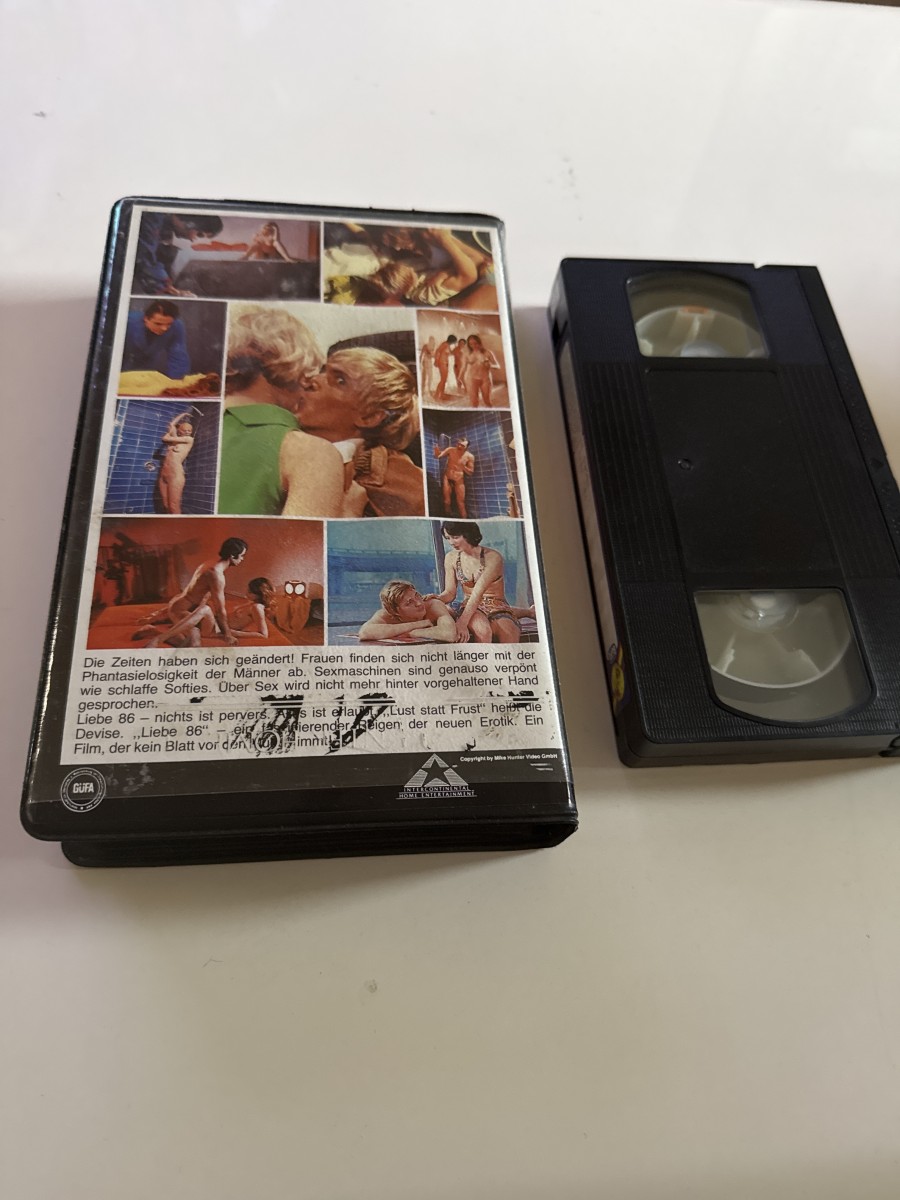 Die Zeiten haben sich geändert! Frauen finden sich nicht länger mit der
Phantasielosigkeit der Männer ab. Sexmaschinen sind genauso verpönt
wie schlaffe Softies. Über Sex wird nicht mehr hinter vorgehaltener Hand
gesprochen.
Liebe 86 – nichts ist pervers. ist „Lust statt Frust“ heißt die
Devise. „Liebe 86“ – ein Reigen der neuen Erotik. Ein
Film, der kein Blatt vor den
Copyright by Mike Hunter Video GmbH
GÜFA
INTERCONTINENTAL
HOME ENTERTAINMENT